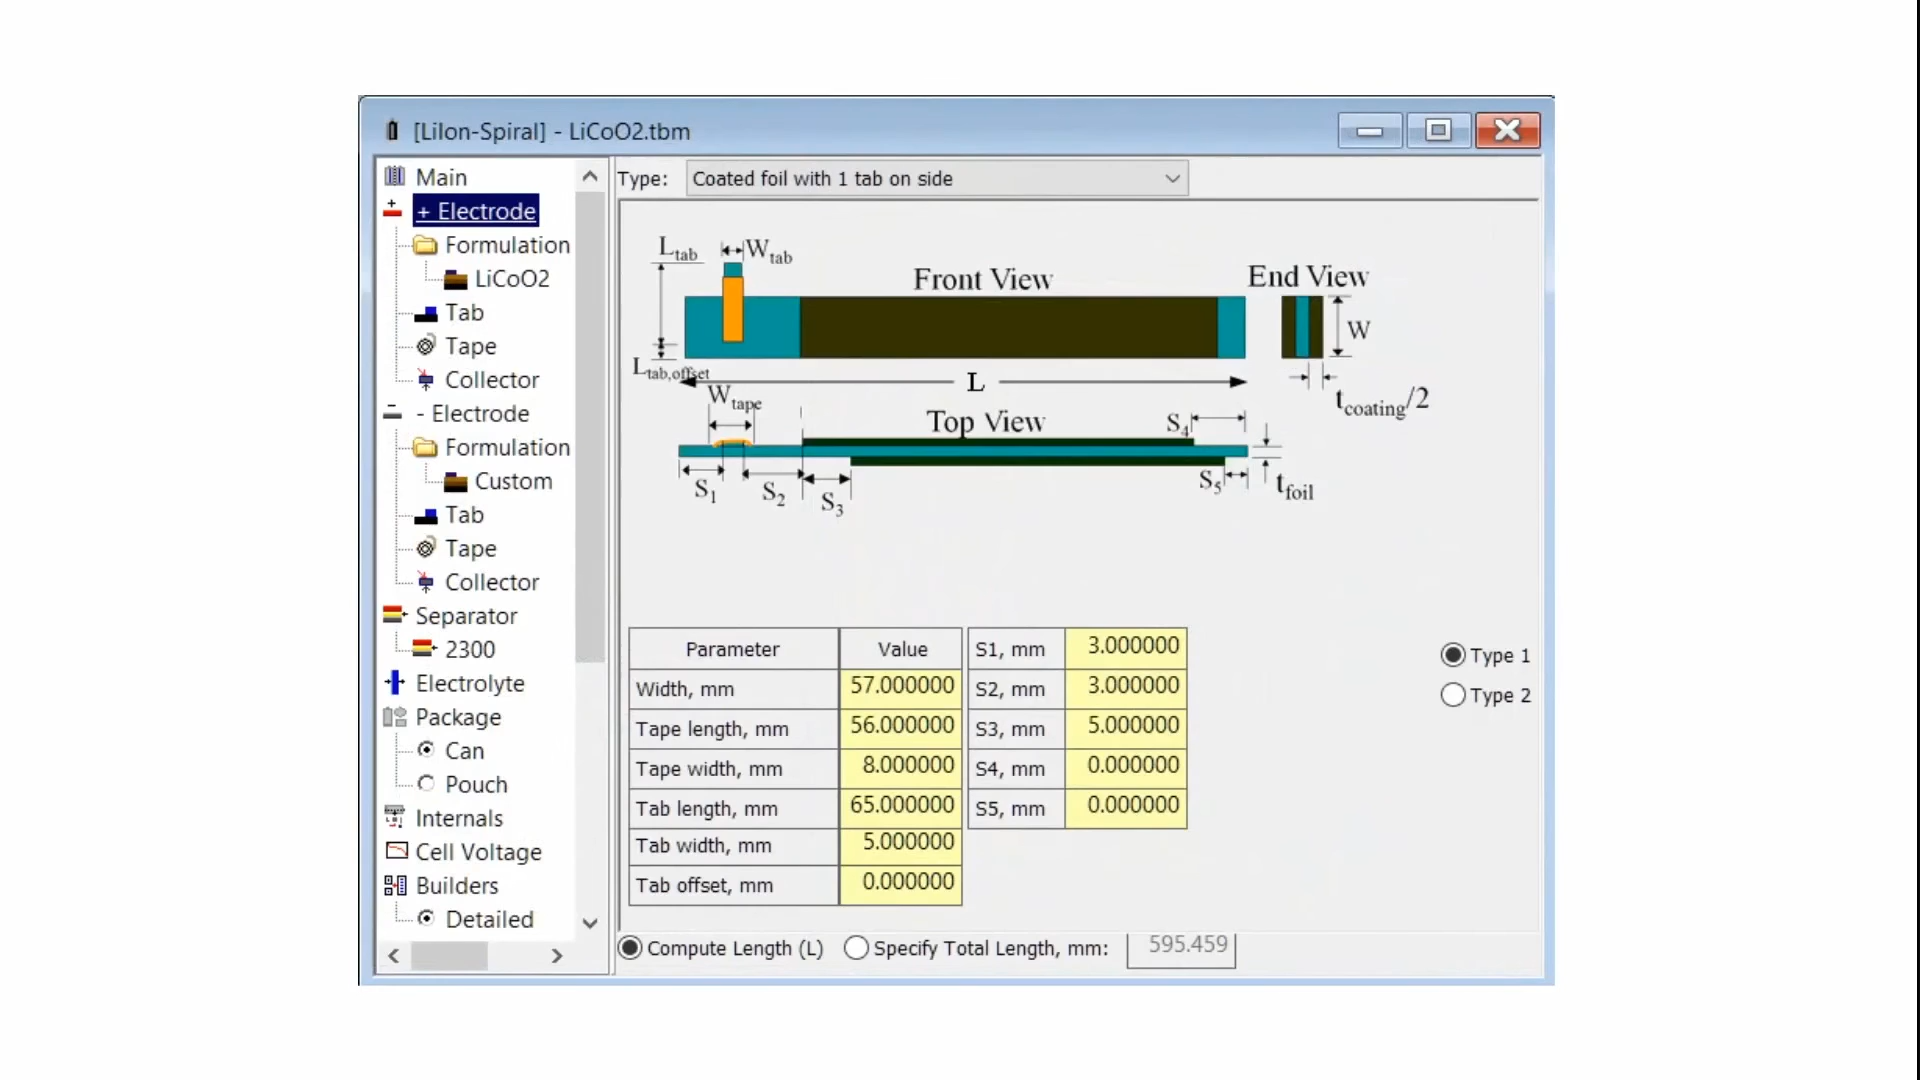 [LiIon-Spiral] - LiCoO2.tbm
Main
+ Electrode
Formulation
LiCoO2
Tab
Tape
Collector
- Electrode
Formulation
Custom
Tab
Tape
Collector
Separator
2300
Electrolyte
Package
Can
Pouch
Internals
Cell Voltage
Builders
Detailed
Type: Coated foil with 1 tab on side
Ltab Wtab
Front View End View
W
Ltab,offset
L
tcoating/2
Wtape
Top View S4
S1 S2 S3 S5 tfoil
Parameter Value S1, mm 3.000000
Width, mm 57.000000 S2, mm 3.000000
Tape length, mm 56.000000 S3, mm 5.000000
Tape width, mm 8.000000 S4, mm 0.000000
Tab length, mm 65.000000 S5, mm 0.000000
Tab width, mm 5.000000
Tab offset, mm 0.000000
Type 1
Type 2
Compute Length (L) Specify Total Length, mm: 595.459